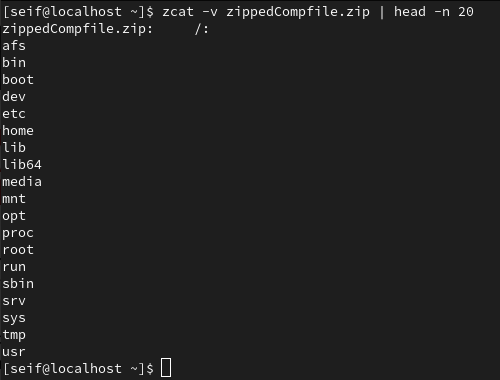 [seif@localhost ~]$ zcat -v zippedCompfile.zip | head -n 20
zippedCompfile.zip:     /:
afs
bin
boot
dev
etc
home
lib
lib64
media
mnt
opt
proc
root
run
sbin
srv
sys
tmp
usr
[seif@localhost ~]$